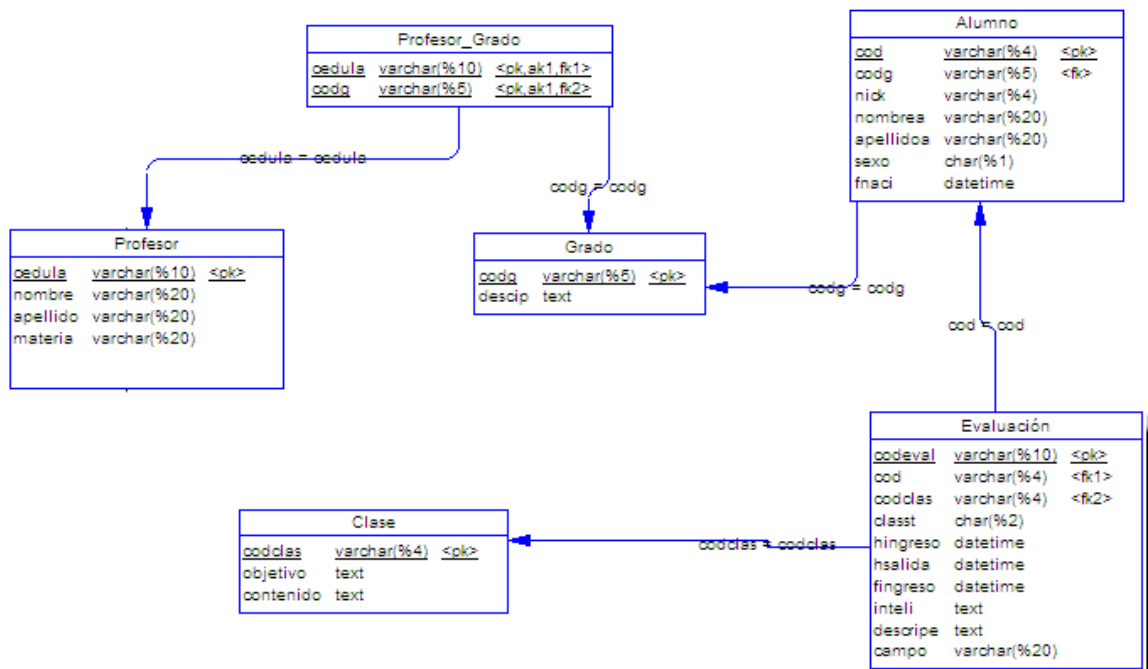 Profesor_Grado
cedula varchar(%10) <pk,ak1,fk1>
codg varchar(%5) <pk,ak1,fk2>
Alumno
cod varchar(%4) <pk>
codg varchar(%5) <fk>
nick varchar(%4)
nombrea varchar(%20)
apellidoa varchar(%20)
sexo char(%1)
fnaci datetime
cedula = cedula
codg = codg
Profesor
cedula varchar(%10) <pk>
nombre varchar(%20)
apellido varchar(%20)
materia varchar(%20)
Grado
codg varchar(%5) <pk>
descip text
codg = codg
cod = cod
Evaluación
codeval varchar(%10) <pk>
cod varchar(%4) <fk1>
codclas varchar(%4) <fk2>
classt char(%2)
hingreso datetime
hsalida datetime
fingreso datetime
inteli text
descripe text
campo varchar(%20)
Clase
codclas varchar(%4) <pk>
objetivo text
contenido text
codclas = codclas